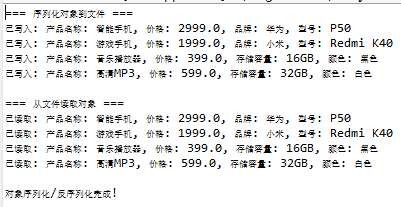 === 序列化对象到文件 ===
已写入: 产品名称: 智能手机, 价格: 2999.0, 品牌: 华为, 型号: P50
已写入: 产品名称: 游戏手机, 价格: 1999.0, 品牌: 小米, 型号: Redmi K40
已写入: 产品名称: 音乐播放器, 价格: 399.0, 存储容量: 16GB, 颜色: 黑色
已写入: 产品名称: 高清MP3, 价格: 599.0, 存储容量: 32GB, 颜色: 白色
=== 从文件读取对象 ===
已读取: 产品名称: 智能手机, 价格: 2999.0, 品牌: 华为, 型号: P50
已读取: 产品名称: 游戏手机, 价格: 1999.0, 品牌: 小米, 型号: Redmi K40
已读取: 产品名称: 音乐播放器, 价格: 399.0, 存储容量: 16GB, 颜色: 黑色
已读取: 产品名称: 高清MP3, 价格: 599.0, 存储容量: 32GB, 颜色: 白色
对象序列化/反序列化完成!